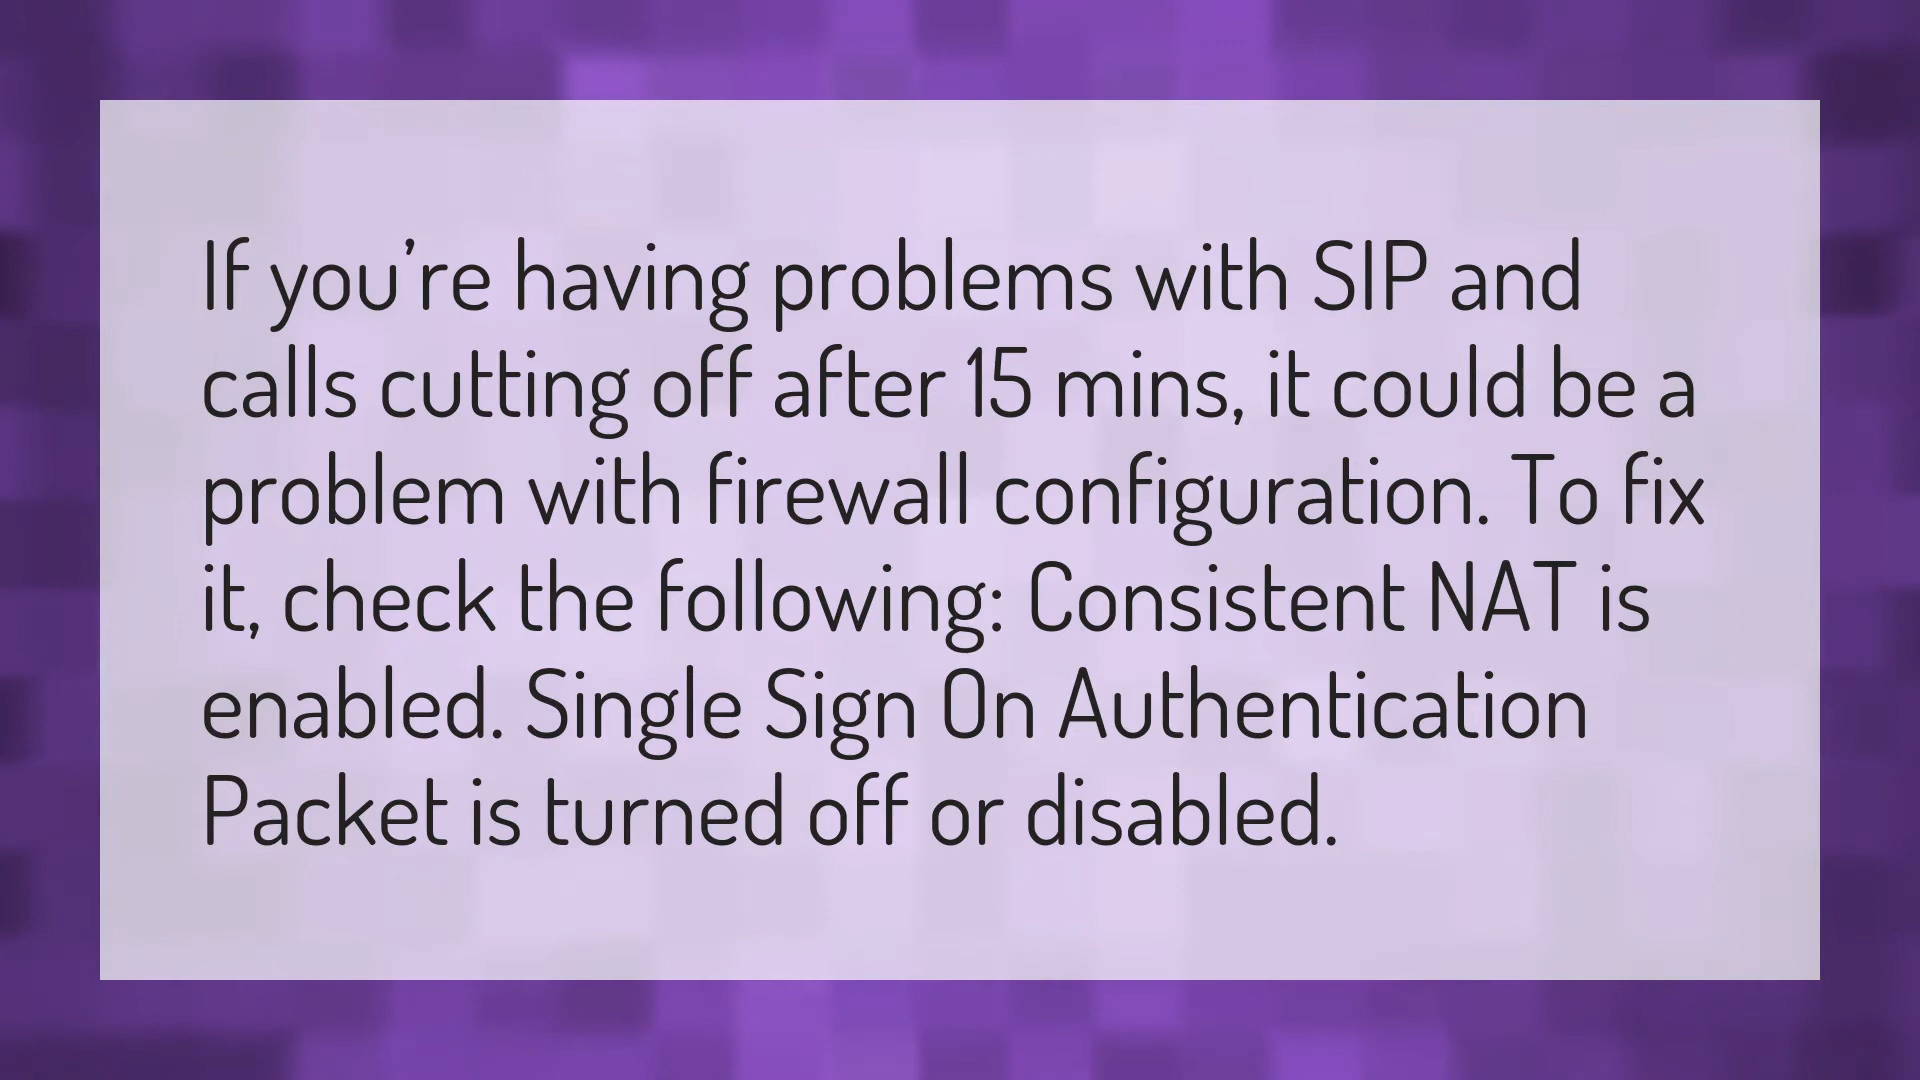 If you’re having problems with SIP and
calls cutting off after 15 mins, it could be a
problem with firewall configuration. To fix
it, check the following: Consistent NAT is
enabled. Single Sign On Authentication
Packet is turned off or disabled.